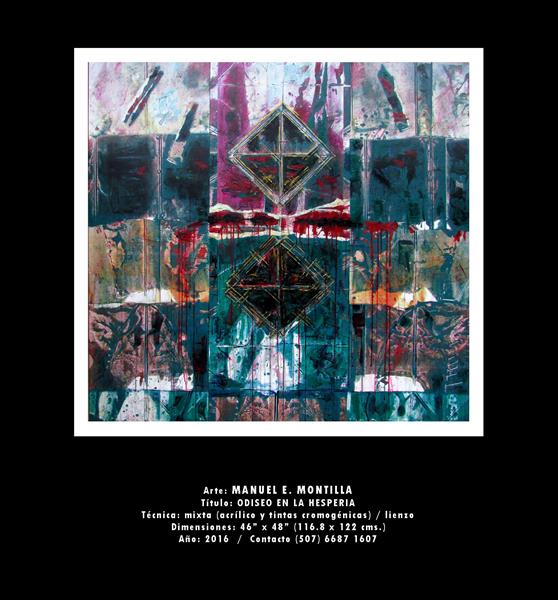 Arte: MANUEL E. MONTILLA
Título: ODISEO EN LA HESPERIA
Técnica: mixta (acrílico y tintas cromogénicas) / lienzo
Dimensiones: 46” x 48” (116.8 x 122 cms.)
Año: 2016 / Contacto (507) 6687 1607